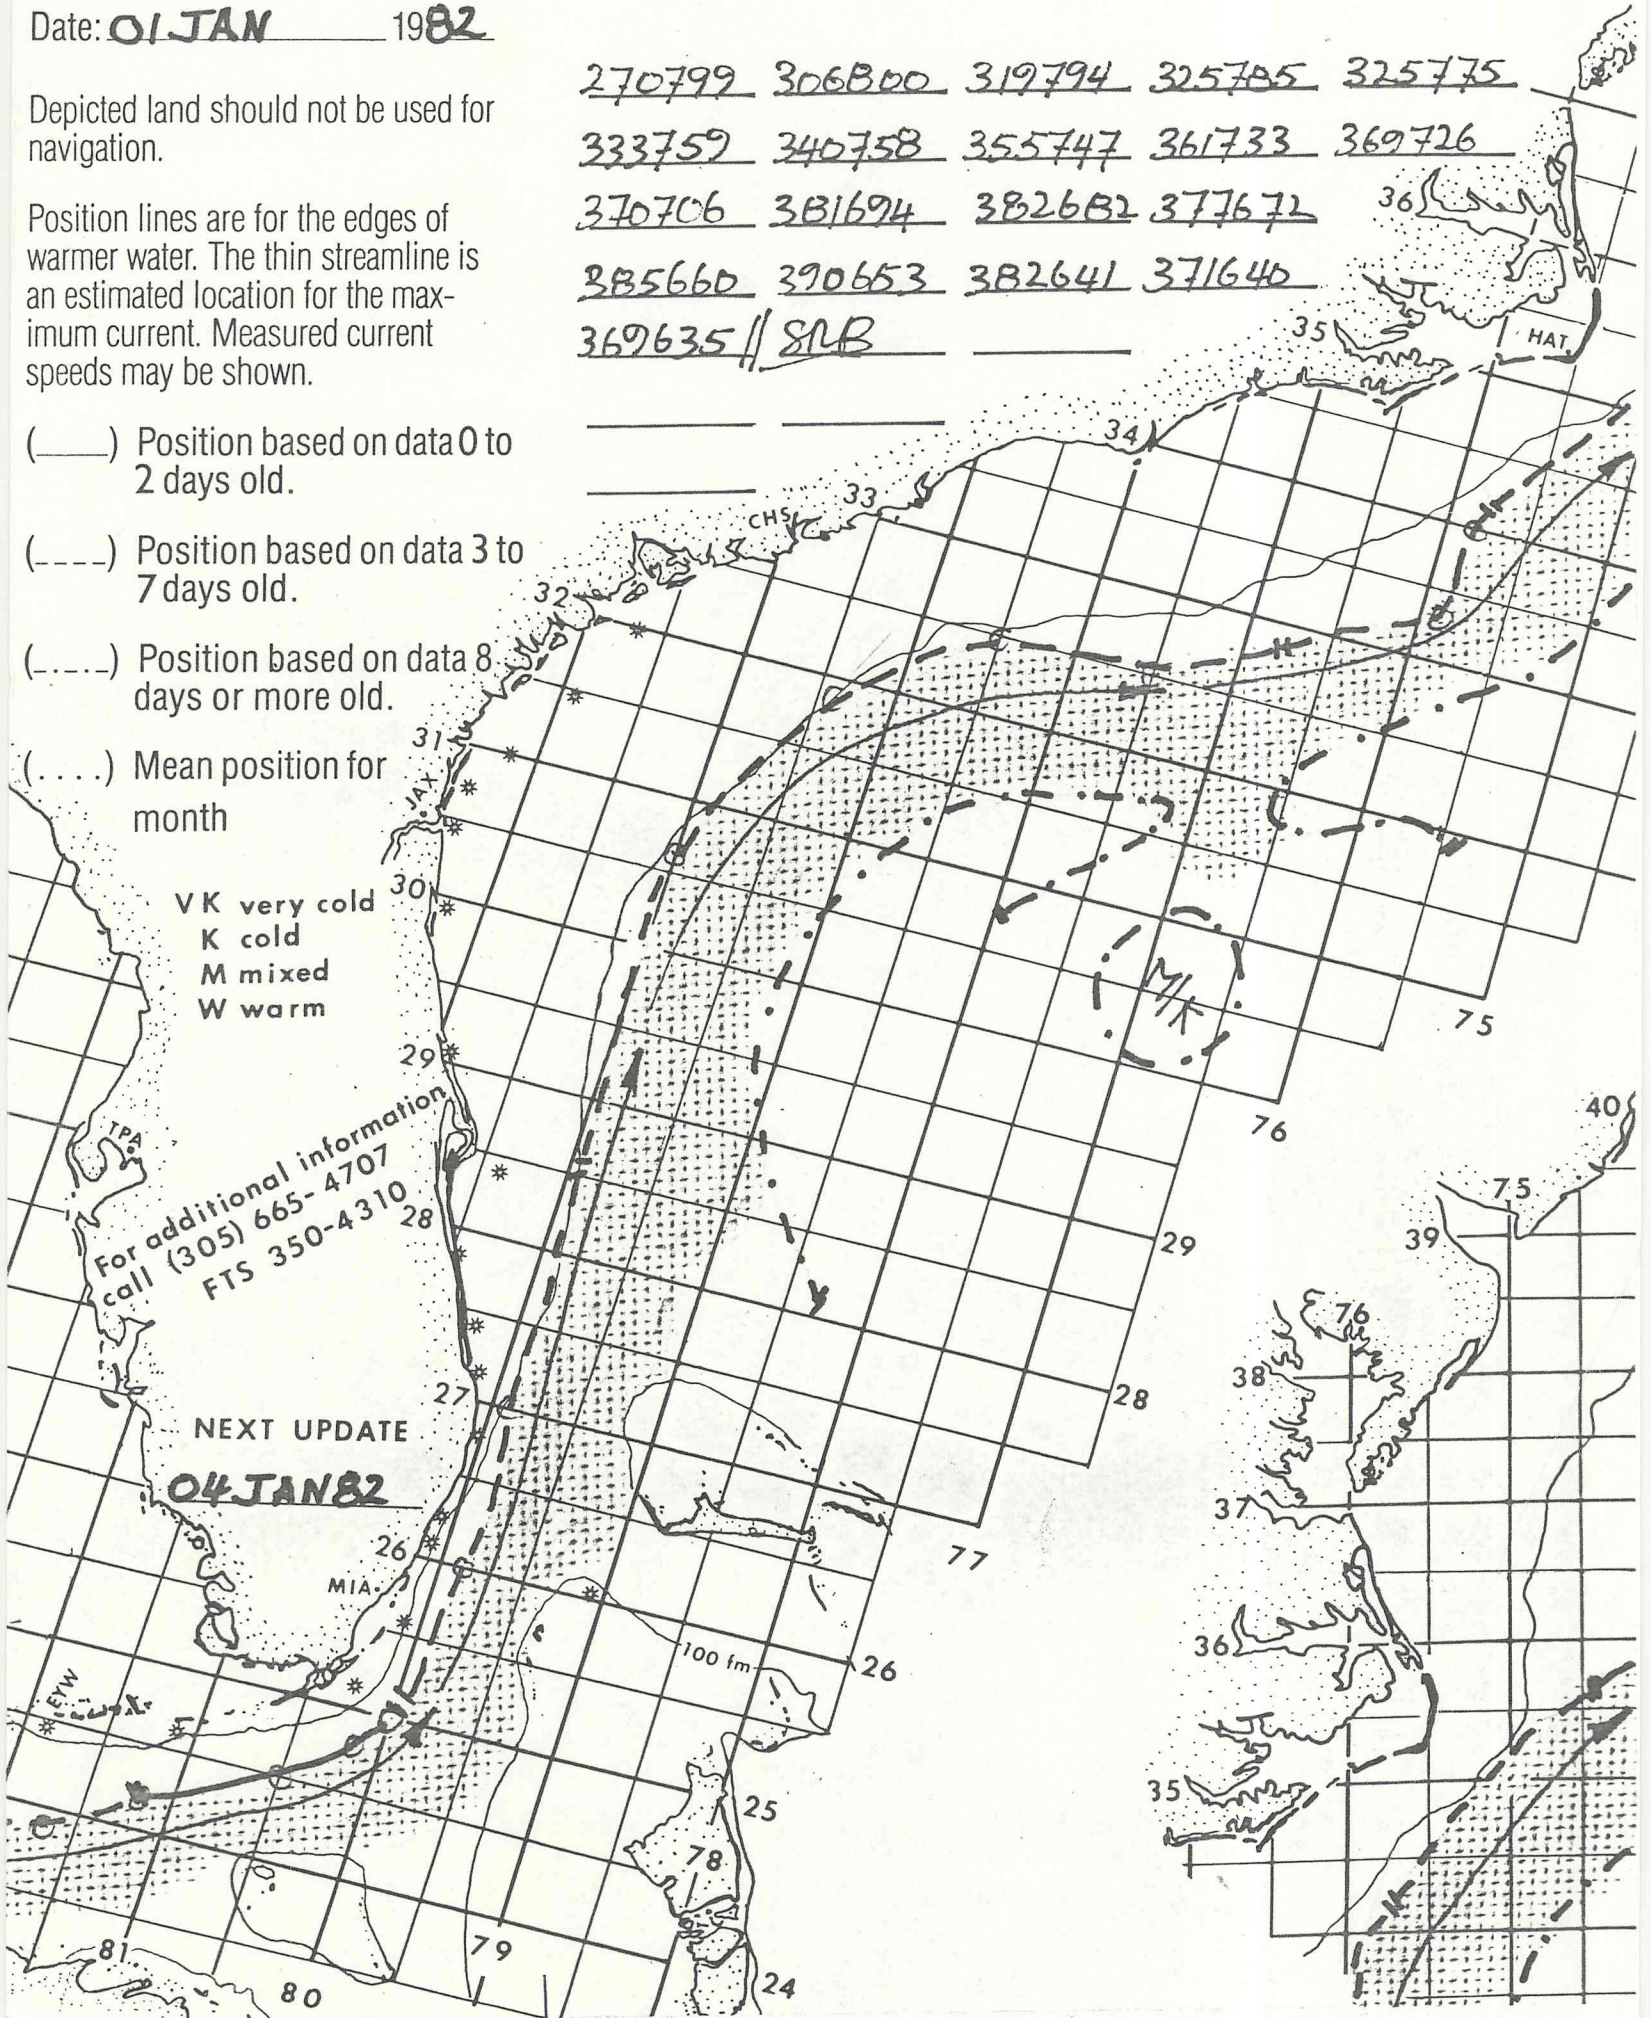 Date: 01 JAN 1982
270799 306800 319794 325785 325775
333759 340758 355747 361733 369726
370706 381694 382682 377672
385660 390653 382641 371640
369635// SRB
Depicted land should not be used for
navigation.
Position lines are for the edges of
warmer water. The thin streamline is
an estimated location for the max-
imum current. Measured current
speeds may be shown.
(____) Position based on data 0 to
2 days old.
(_ _ _ _) Position based on data 3 to
7 days old.
(_._._._) Position based on data 8
days or more old.
(. . . .) Mean position for
month
VK very cold
K cold
M mixed
W warm
For additional information
call (305) 665-4707
FTS 350-4310
NEXT UPDATE
04 JAN 82
36
35
HAT.
34
33
CHS
32
31
JAX
30
29
TPA
28
27
26
MIA
EYW
M/K
75
76
29
28
77
100 fm
26
25
78
24
79
80
81
40
75
39
76
38
37
36
35